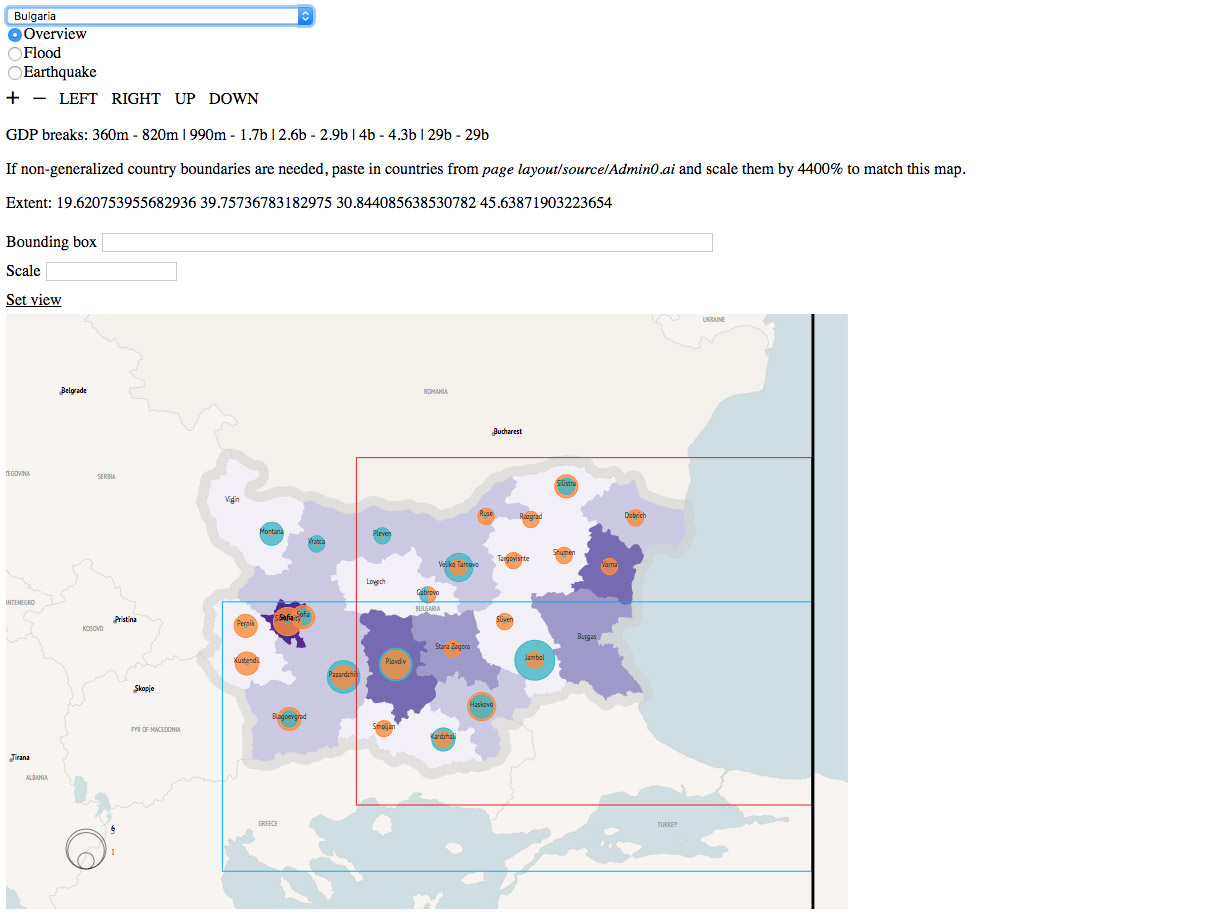 Bulgaria
Overview
Flood
Earthquake
+ − LEFT RIGHT UP DOWN
GDP breaks: 360m - 820m | 990m - 1.7b | 2.6b - 2.9b | 4b - 4.3b | 29b - 29b
If non-generalized country boundaries are needed, paste in countries from page layout/source/Admin0.ai and scale them by 4400% to match this map.
Extent: 19.620753955682936 39.75736783182975 30.844085638530782 45.63871903223654
Bounding box
Scale
Set view
UKRAINE
Belgrade
ROMANIA
Bucharest
ZEGOVINA
SERBIA
Silistra
Vidin
Ruse
Razgrad
Dobrich
Montana
Vratca
Pleven
Targovishte
Shumen
Veliko Tarnovo
Varna
Lovech
Gabrovo
NTENEGRO
BULGARIA
Pristina
KOSOVO
Pernik
Sofia
Sofia
Sliven
Burgas
Stara Zagora
Kustendil
Plovdiv
Jambol
Pazardzhik
Skopje
Haskovo
Blagoevgrad
FYR OF MACEDONIA
Smoljan
Kardzhali
Tirana
ALBANIA
GREECE
TURKEY
1